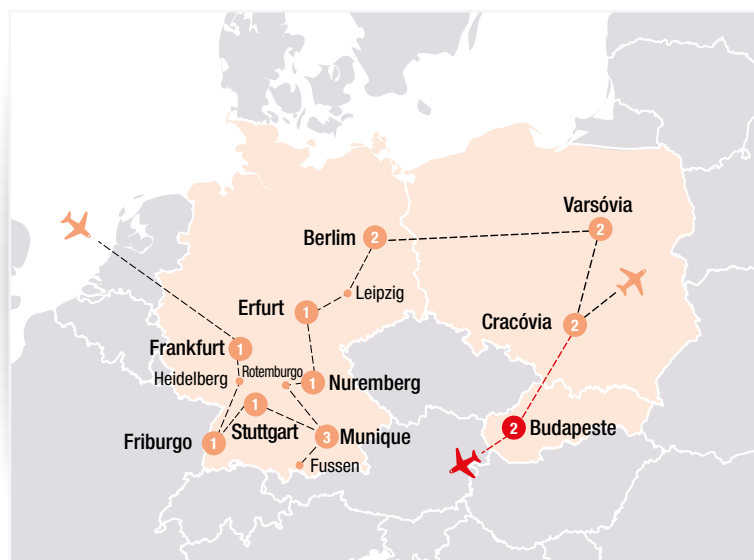 Varsóvia
2
Berlim
2
Leipzig
Erfurt
1
Cracóvia
2
Frankfurt
1
Heidelberg
Rotemburgo
1
Nuremberg
1
Stuttgart
Friburgo
1
3
Munique
2
Budapeste
Fussen